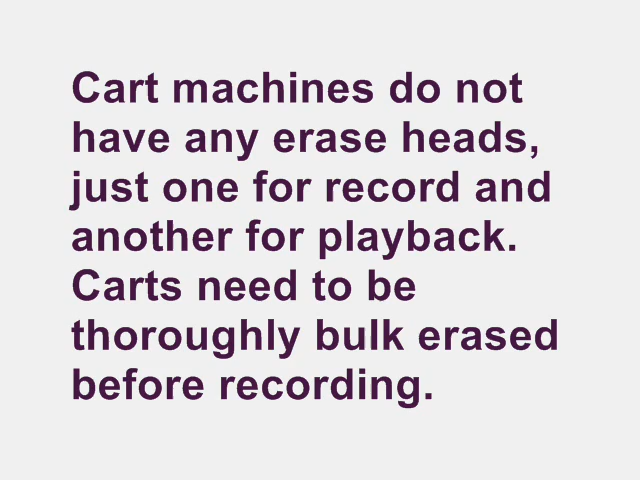 Cart machines do not
have any erase heads,
just one for record and
another for playback.
Carts need to be
thoroughly bulk erased
before recording.